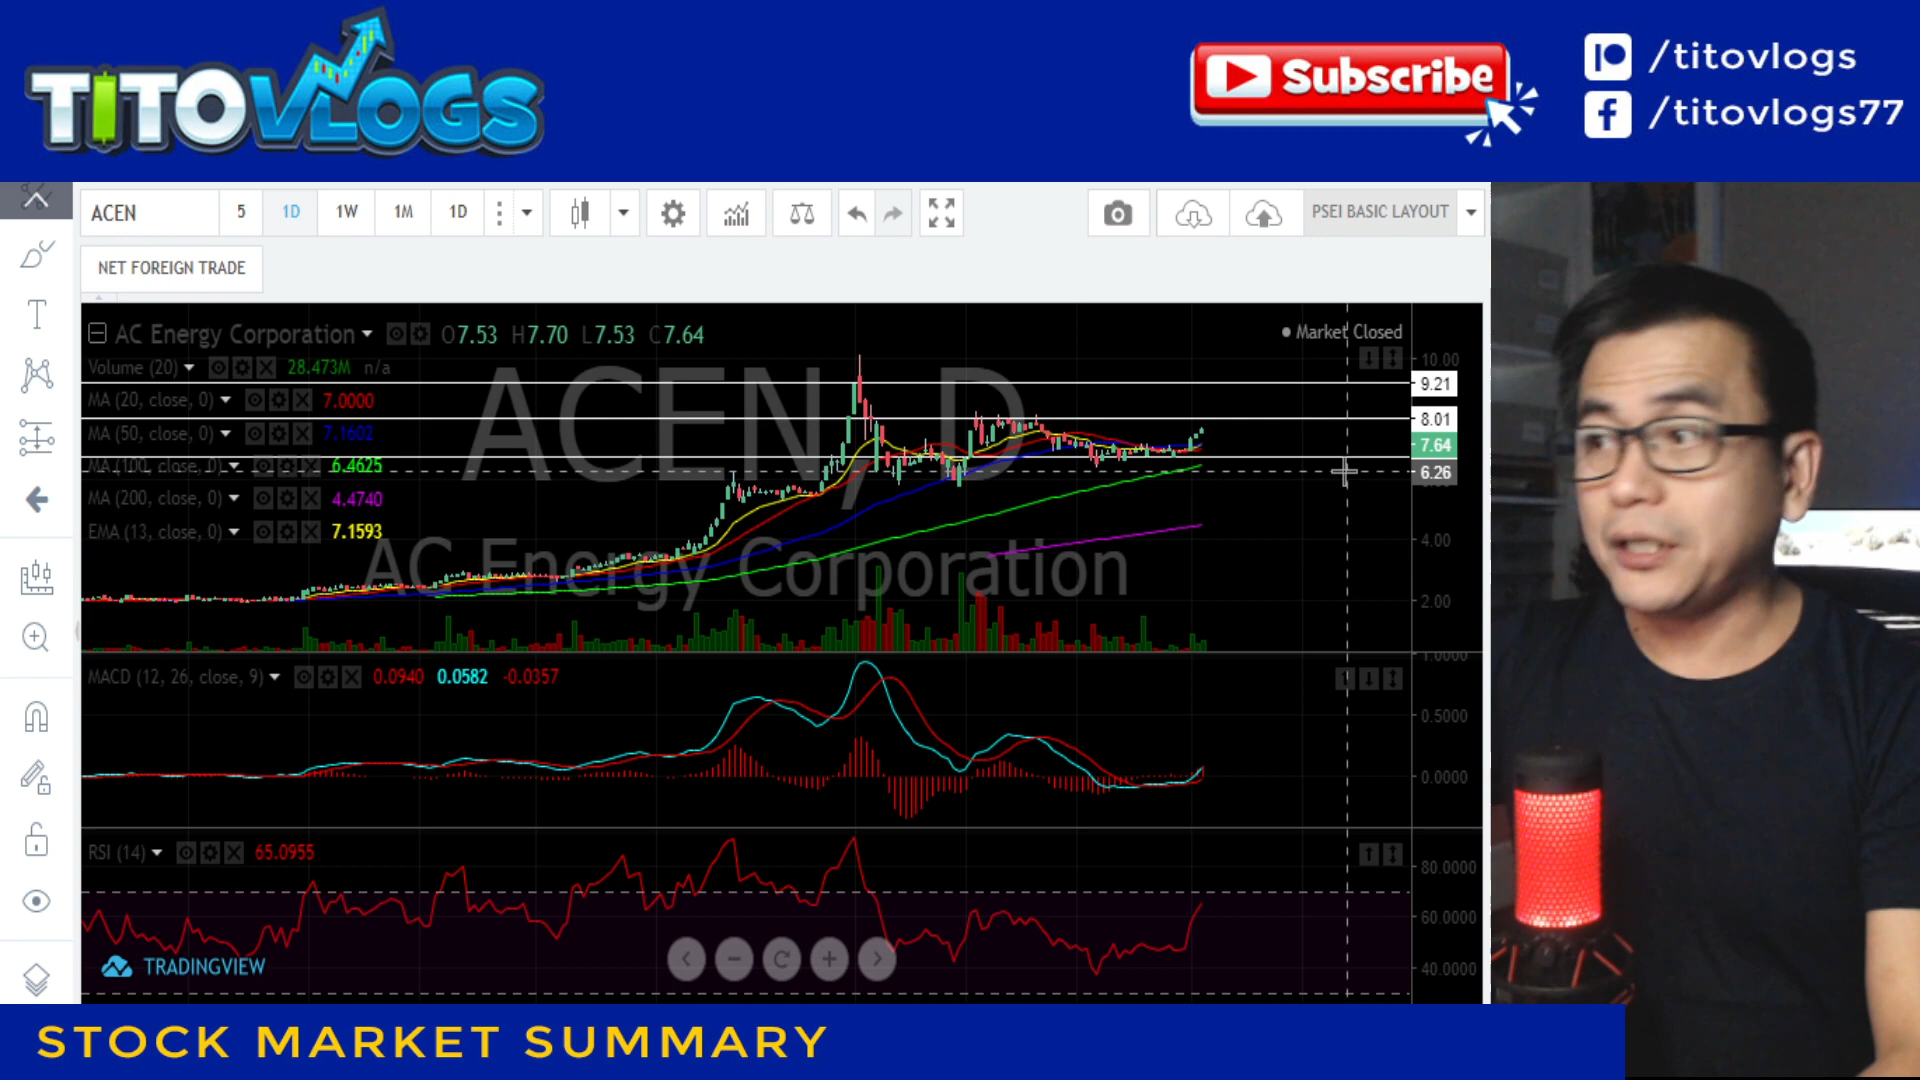 TITOVLOGS
Subscribe
/titovlogs
/titovlogs77
ACEN 5 1D 1W 1M 1D PSEI BASIC LAYOUT
NET FOREIGN TRADE
AC Energy Corporation O7.53 H7.70 L7.53 C7.64
Market Closed
Volume (20) 28.473M n/a
MA (20, close, 0) 7.0000
MA (50, close, 0) 7.1602
MA (100, close, 0) 6.4625
MA (200, close, 0) 4.4740
EMA (13, close, 0) 7.1593
ACEN, D
AC Energy Corporation
10.00
9.21
8.01
7.64
6.26
4.00
2.00
MACD (12, 26, close, 9) 0.0940 0.0582 -0.0357
1.0000
0.5000
0.0000
RSI (14) 65.0955
80.0000
60.0000
40.0000
TRADINGVIEW
STOCK MARKET SUMMARY